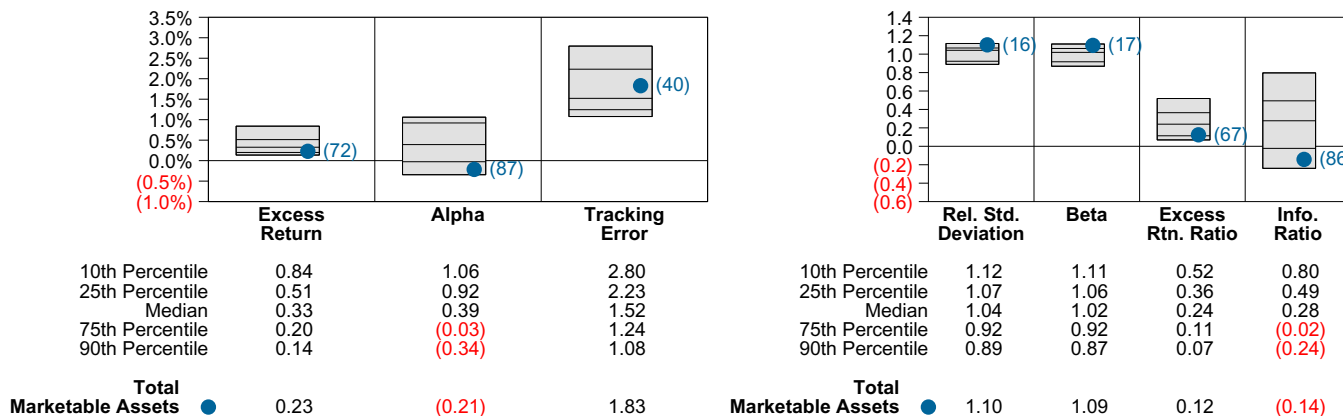 3.5%
3.5%
3.0%
2.5%
2.0%
1.5%
1.0%
0.5%
0.0%
(0.5%)
(1.0%)
(72)
(87)
(40)
Excess Return
Alpha
Tracking Error
10th Percentile 0.84 1.06 2.80
25th Percentile 0.51 0.92 2.23
Median 0.33 0.39 1.52
75th Percentile 0.20 (0.03) 1.24
90th Percentile 0.14 (0.34) 1.08
Total
Marketable Assets 0.23 (0.21) 1.83
1.4
1.2
1.0
0.8
0.6
0.4
0.2
0.0
(0.2)
(0.4)
(0.6)
(16)
(17)
(67)
(86
Rel. Std. Deviation
Beta
Excess Rtn. Ratio
Info. Ratio
10th Percentile 1.12 1.11 0.52 0.80
25th Percentile 1.07 1.06 0.36 0.49
Median 1.04 1.02 0.24 0.28
75th Percentile 0.92 0.92 0.11 (0.02)
90th Percentile 0.89 0.87 0.07 (0.24)
Total
Marketable Assets 1.10 1.09 0.12 (0.14)